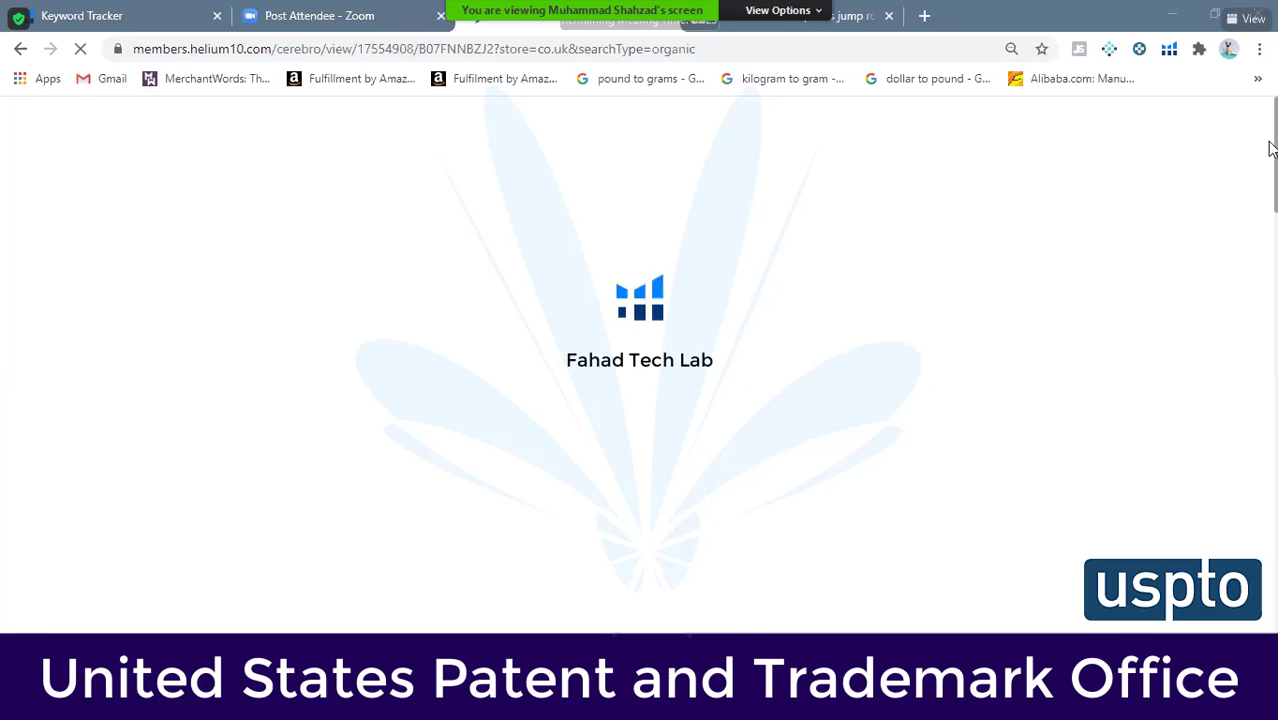 Keyword Tracker
Post Attendee - Zoom
You are viewing Muhammad Shahzad's screen
View Options
s jump ro
View
members.helium10.com/cerebro/view/17554908/B07FNNBZJ2?store=co.uk&searchType=organic
Apps
Gmail
MerchantWords: Th...
Fulfillment by Amaz...
Fulfilment by Amaz...
pound to grams - G...
kilogram to gram -...
dollar to pound - G...
Alibaba.com: Manu...
Fahad Tech Lab
uspto
United States Patent and Trademark Office